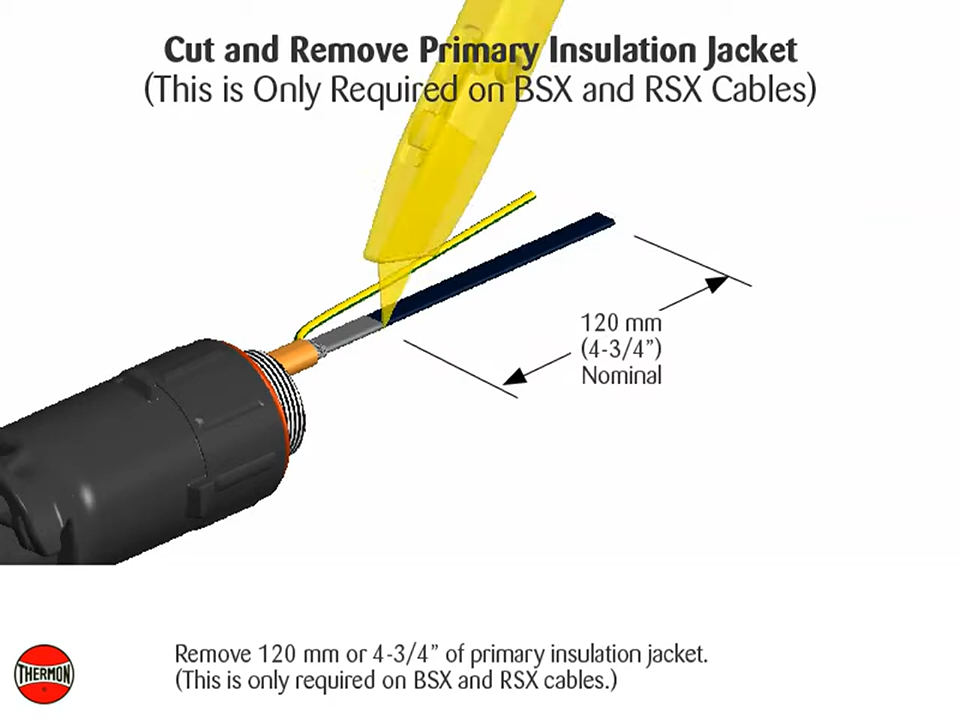 Cut and Remove Primary Insulation Jacket
(This is Only Required on BSX and RSX Cables)
120 mm
(4-3/4”)
Nominal
THERMON
®
Remove 120 mm or 4-3/4” of primary insulation jacket.
(This is only required on BSX and RSX cables.)